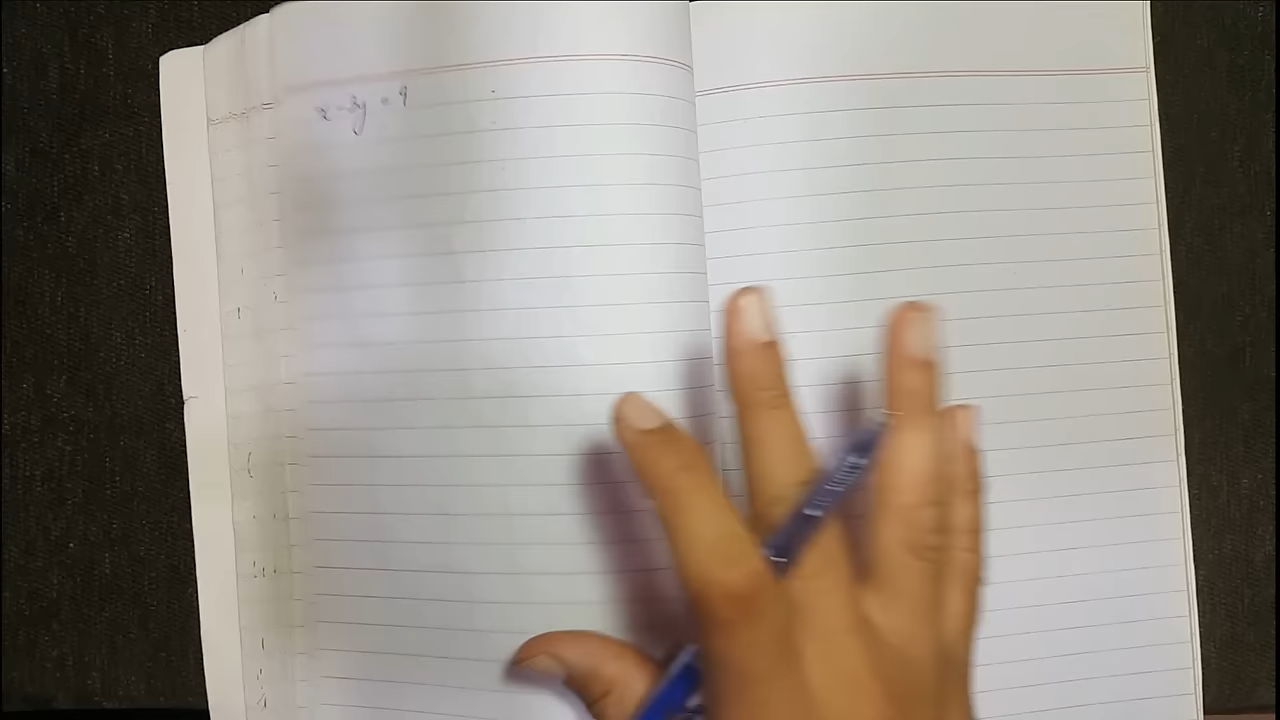 x - 3y = 9